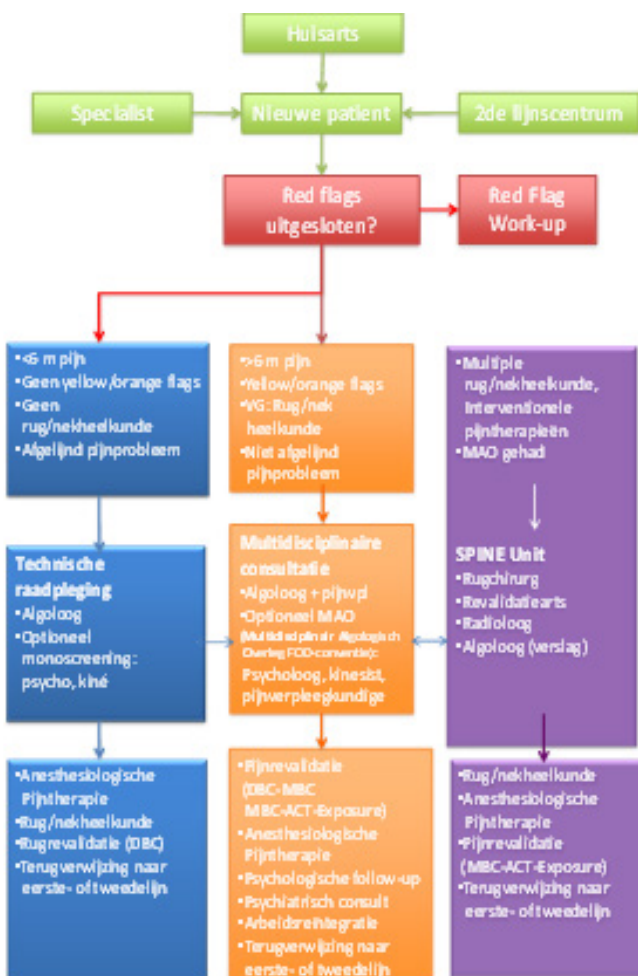 Huisarts
Specialist
Nieuwe patient
2de lijnscentrum
Red flags
uitgesloten?
Red Flag
Work-up
•<6 m pijn
•Geen yellow/orange flags
•Geen
rug/nekheelkunde
•Afgelijnd pijnprobleem
•>6 m pijn
•Yellow/orange flags
•VG: Rug/nek
heelkunde
•Niet afgelijnd
pijnprobleem
•Multiple
rug/nekheelkunde,
Interventionele
pijntherapieën
•MAO gehad
Technische
raadpleging
•Algoloog
•Optioneel
monoscreening:
psycho, kiné
Multidisciplinaire
consultatie
•Algoloog + pijnvpl
•Optioneel MAO
(Multidisciplinair Algologisch
Overleg FOD-conventie):
Psycholoog, kinesist,
pijnverpleegkundige
SPINE Unit
•Rugchirurg
•Revalidatiearts
•Radioloog
•Algoloog (verslag)
•Anesthesiologische
Pijntherapie
•Rug/nekheelkunde
•Rugrevalidatie (DBC)
•Terugverwijzing naar
eerste- of tweedelijn
•Pijnrevalidatie
(DBC-MBC
MBC-ACT-Exposure)
•Anesthesiologische
Pijntherapie
•Psychologische follow-up
•Psychiatrisch consult
•Arbeidsreïntegratie
•Terugverwijzing naar
eerste- of tweedelijn
•Rug/nekheelkunde
•Anesthesiologische
Pijntherapie
•Pijnrevalidatie
(MBC-ACT-Exposure)
•Terugverwijzing naar
eerste- of tweedelijn